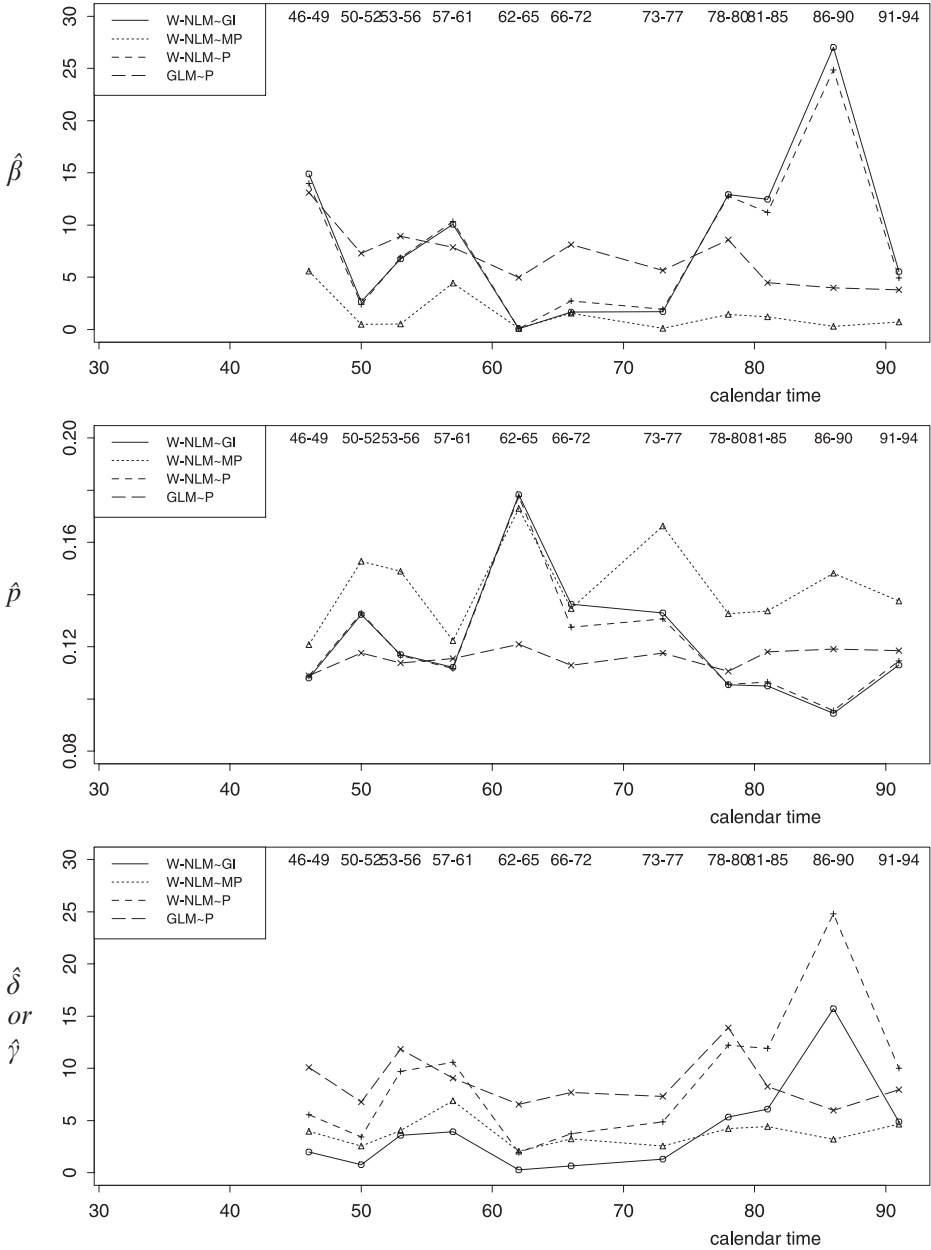 46-49 50-52 53-56 57-61 62-65 66-72 73-77 78-80 81-85 86-90 91-94
W-NLM~GI
W-NLM~MP
W-NLM~P
GLM~P
30
25
20
15
10
5
0
β̂
30 40 50 60 70 80 90
calendar time
46-49 50-52 53-56 57-61 62-65 66-72 73-77 78-80 81-85 86-90 91-94
W-NLM~GI
W-NLM~MP
W-NLM~P
GLM~P
0.20
0.16
0.12
0.08
p̂
30 40 50 60 70 80 90
calendar time
46-49 50-52 53-56 57-61 62-65 66-72 73-77 78-80 81-85 86-90 91-94
W-NLM~GI
W-NLM~MP
W-NLM~P
GLM~P
30
25
20
15
10
5
0
δ̂
or
γ̂
30 40 50 60 70 80 90
calendar time